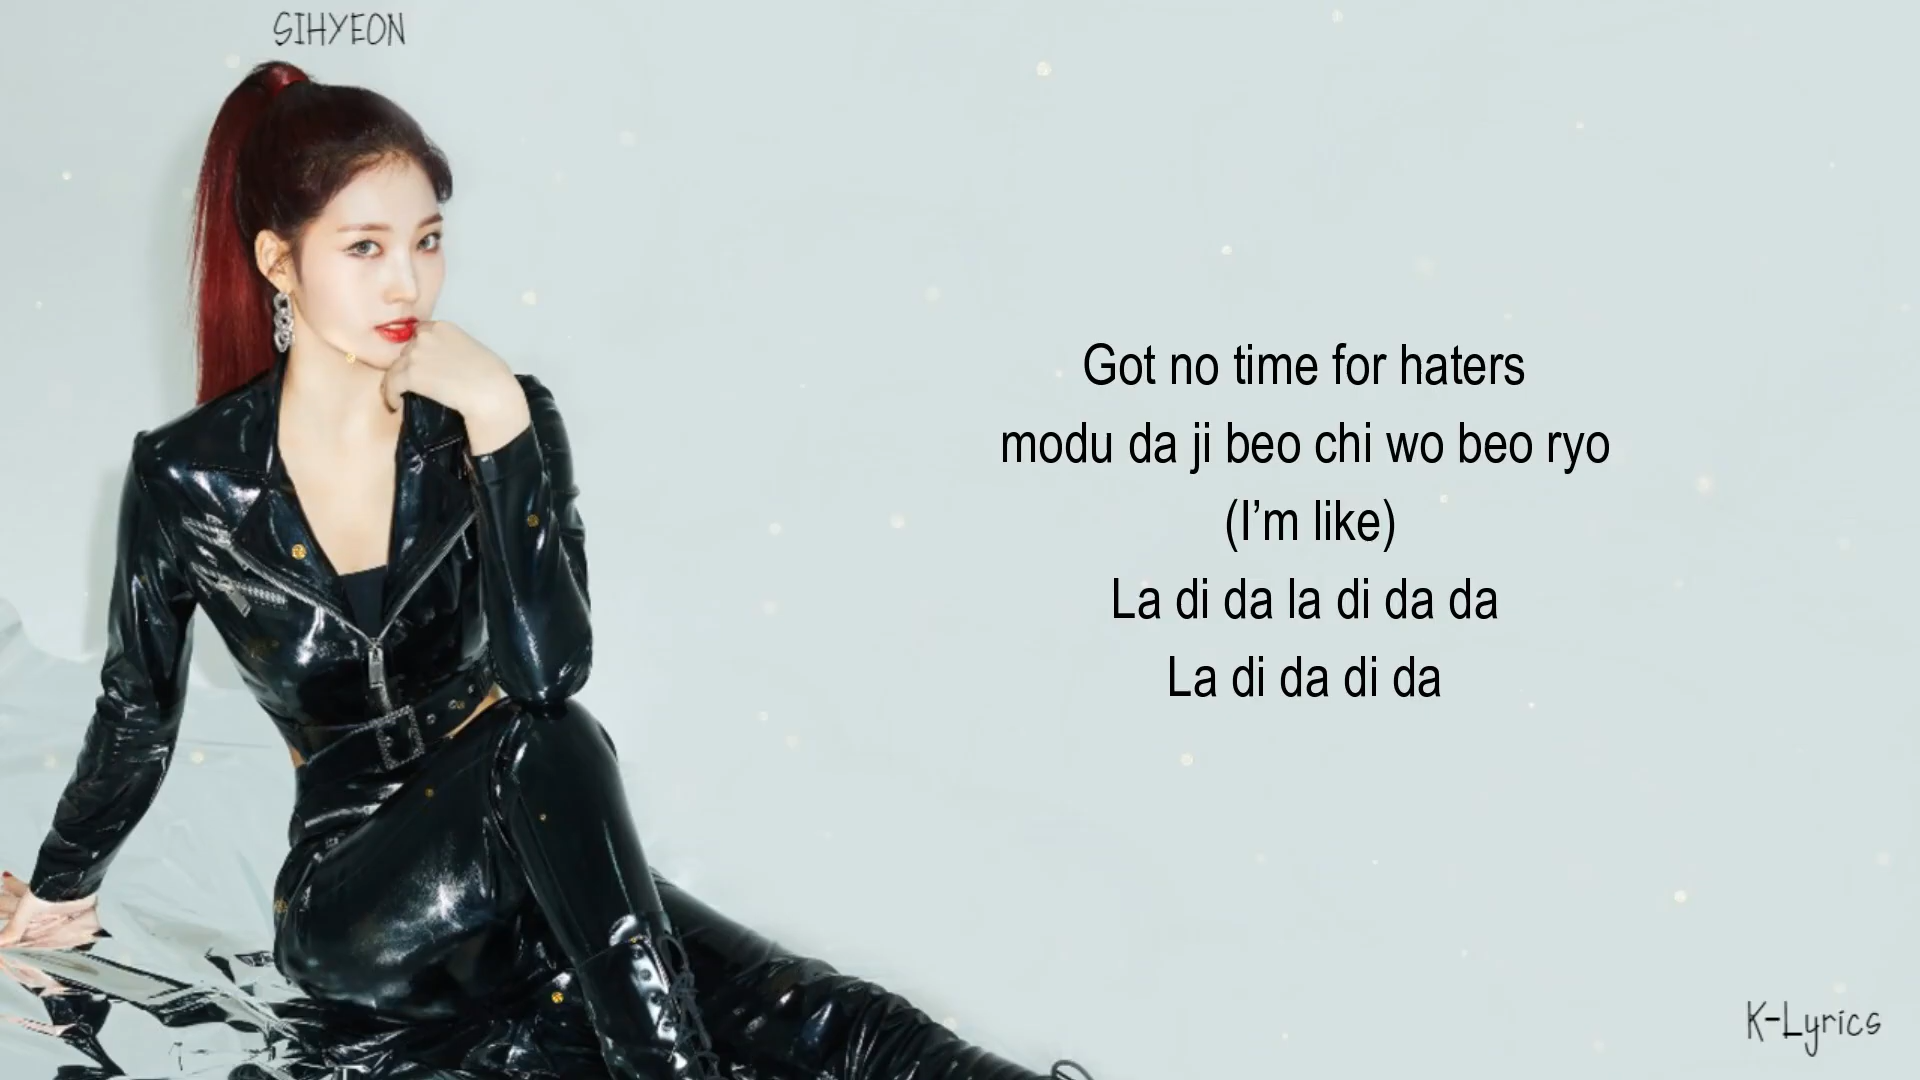 SIHYEON
Got no time for haters
modu da ji beo chi wo beo ryo
(I’m like)
La di da la di da da
La di da di da
K-Lyrics